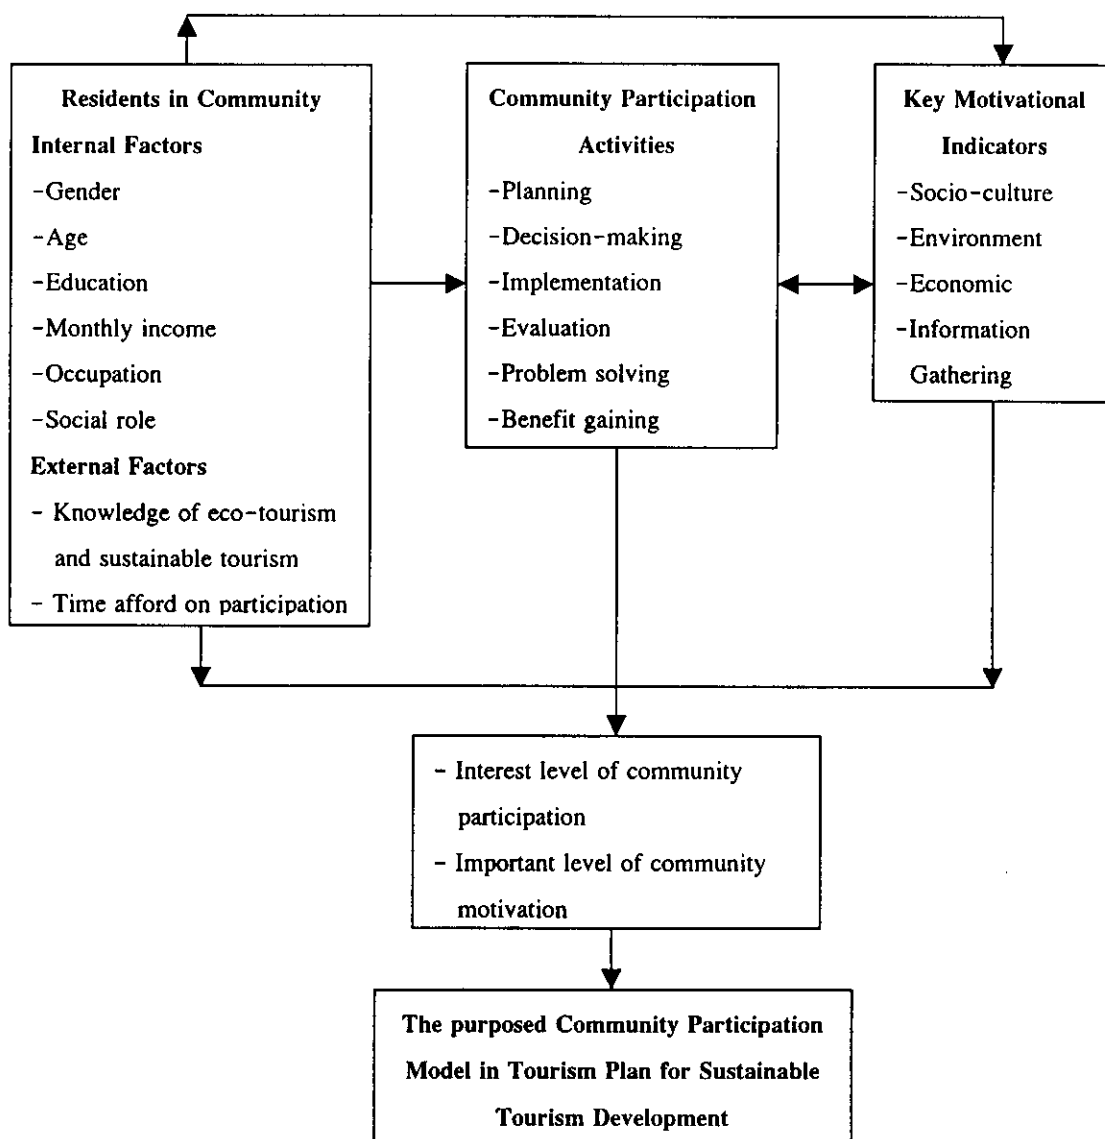 Residents in Community
Internal Factors
-Gender
-Age
-Education
-Monthly income
-Occupation
-Social role
External Factors
- Knowledge of eco-tourism
and sustainable tourism
- Time afford on participation
Community Participation
Activities
-Planning
-Decision-making
-Implementation
-Evaluation
-Problem solving
-Benefit gaining
Key Motivational
Indicators
-Socio-culture
-Environment
-Economic
-Information
Gathering
- Interest level of community
participation
- Important level of community
motivation
The purposed Community Participation
Model in Tourism Plan for Sustainable
Tourism Development